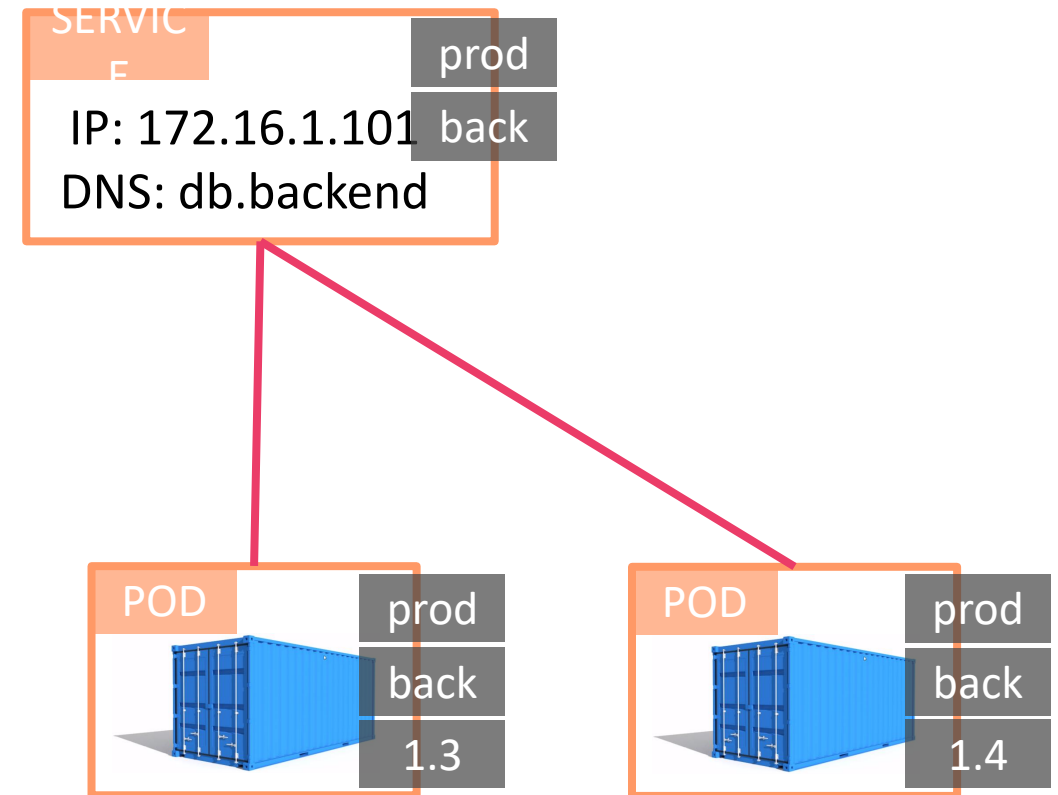 SERVIC
E
prod
IP: 172.16.1.101
back
DNS: db.backend
POD
prod
back
1.3
POD
prod
back
1.4